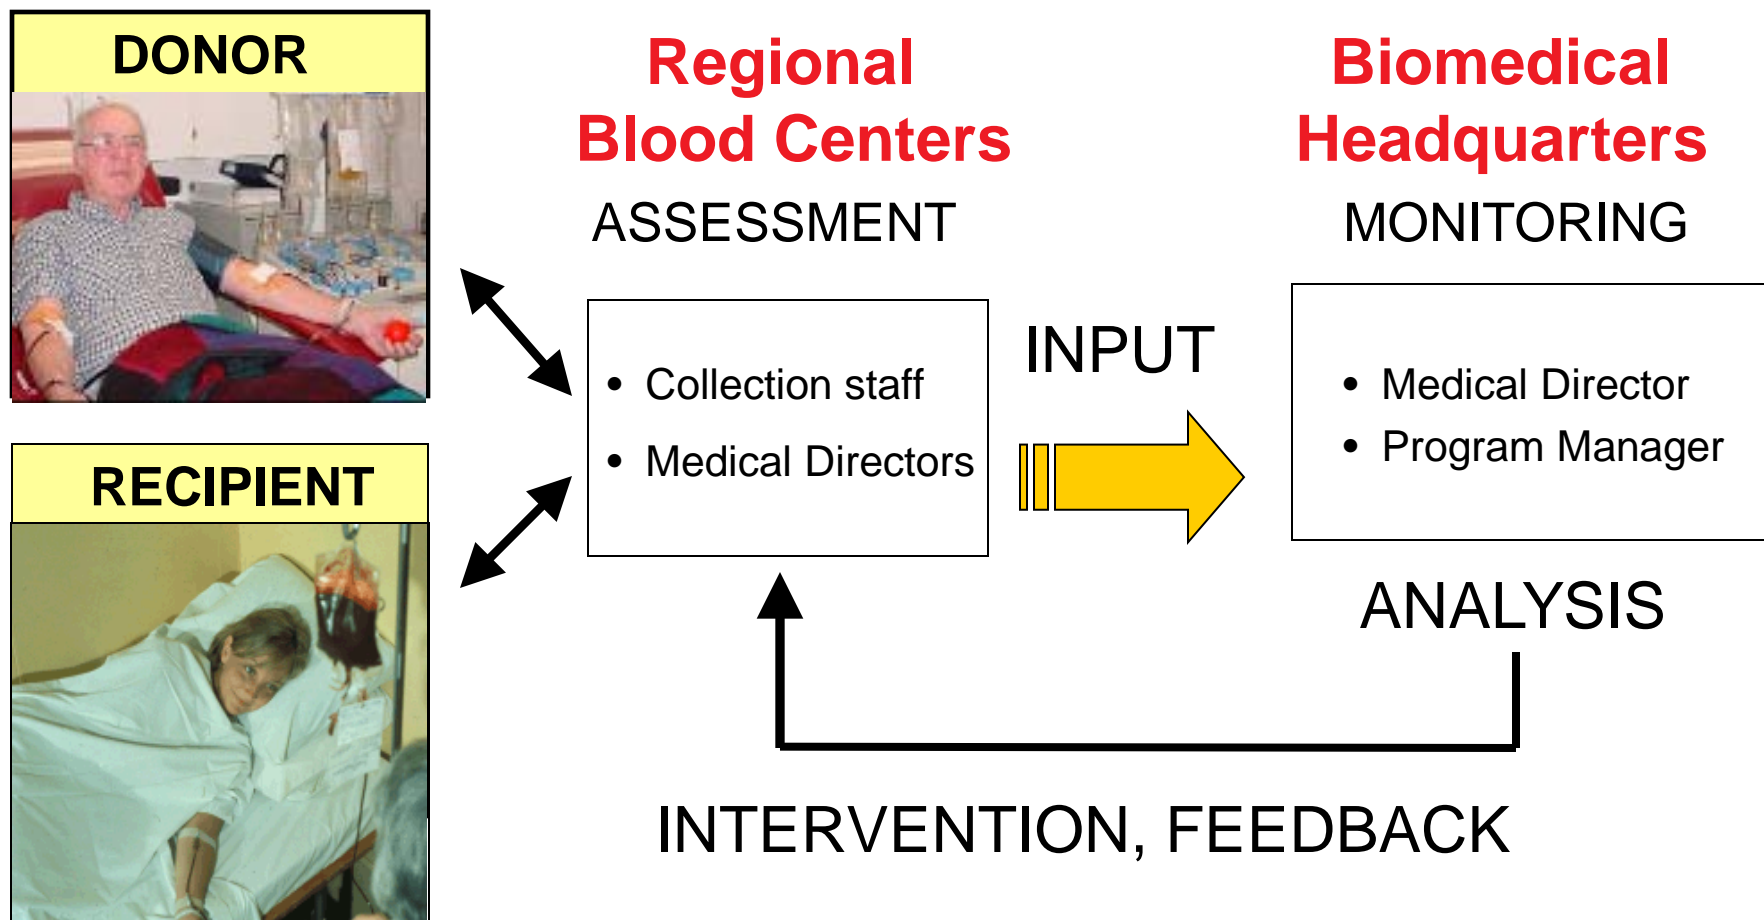 DONOR
RECIPIENT
Regional
Blood Centers
ASSESSMENT
• Collection staff
• Medical Directors
INPUT
Biomedical
Headquarters
MONITORING
• Medical Director
• Program Manager
ANALYSIS
INTERVENTION, FEEDBACK